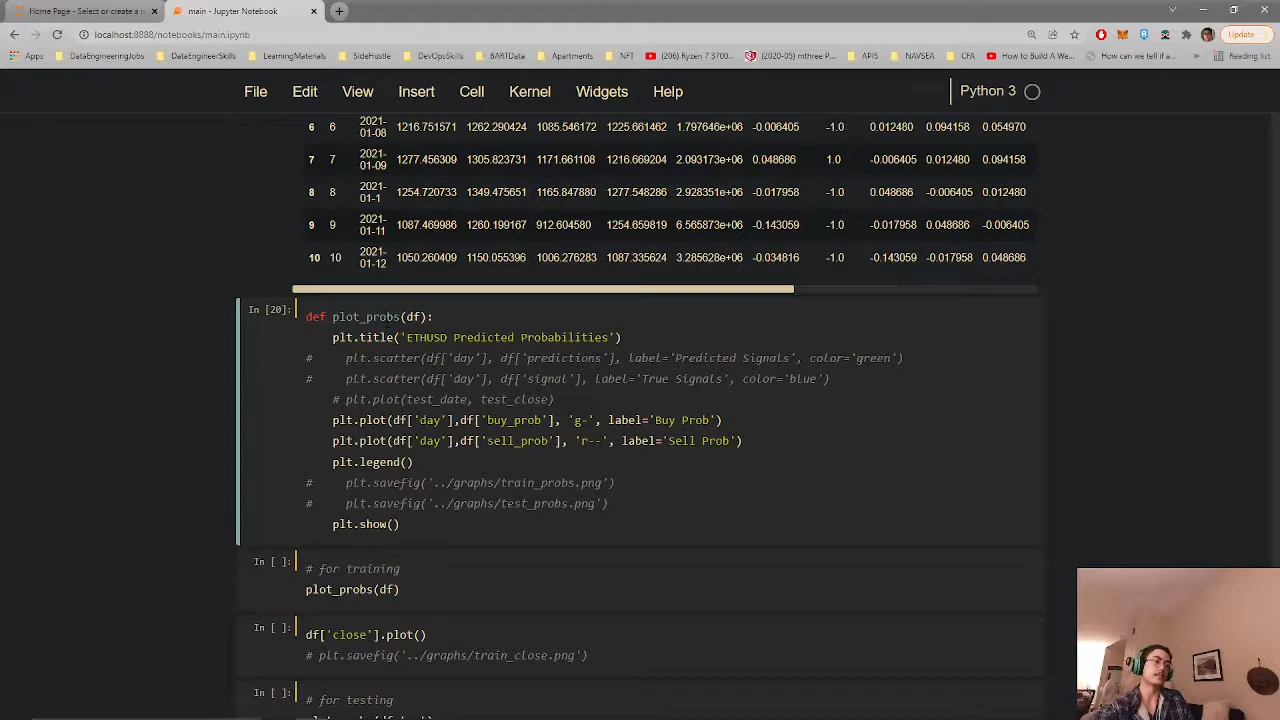 Home Page - Select or create a n
main - Jupyter Notebook
localhost:8888/notebooks/main.ipynb
Update
Apps DataEngineeringJobs DataEngineerSkills LearningMaterials SideHustle DevOpsSkills BARTData Apartments NFT (206) Ryzen 7 3700... (2020-05) mthree P... APIS NAVSEA CFA How to Build A We... How can we tell if a... » Reading list
File Edit View Insert Cell Kernel Widgets Help Python 3
6 6 2021-01-08 1216.751571 1262.290424 1085.546172 1225.661462 1.797646e+06 -0.006405 -1.0 0.012480 0.094158 0.054970
7 7 2021-01-09 1277.456309 1305.823731 1171.661108 1216.669204 2.093173e+06 0.048686 1.0 -0.006405 0.012480 0.094158
8 8 2021-01-1 1254.720733 1349.475651 1165.847880 1277.548286 2.928351e+06 -0.017958 -1.0 0.048686 -0.006405 0.012480
9 9 2021-01-11 1087.469986 1260.199167 912.604580 1254.659819 6.565873e+06 -0.143059 -1.0 -0.017958 0.048686 -0.006405
10 10 2021-01-12 1050.260409 1150.055396 1006.276283 1087.335624 3.285628e+06 -0.034816 -1.0 -0.143059 -0.017958 0.048686
In [20]:
def plot_probs(df):
plt.title('ETHUSD Predicted Probabilities')
# plt.scatter(df['day'], df['predictions'], label='Predicted Signals', color='green')
# plt.scatter(df['day'], df['signal'], label='True Signals', color='blue')
# plt.plot(test_date, test_close)
plt.plot(df['day'],df['buy_prob'], 'g-', label='Buy Prob')
plt.plot(df['day'],df['sell_prob'], 'r--', label='Sell Prob')
plt.legend()
# plt.savefig('../graphs/train_probs.png')
# plt.savefig('../graphs/test_probs.png')
plt.show()
In [ ]:
# for training
plot_probs(df)
In [ ]:
df['close'].plot()
# plt.savefig('../graphs/train_close.png')
In [ ]:
# for testing